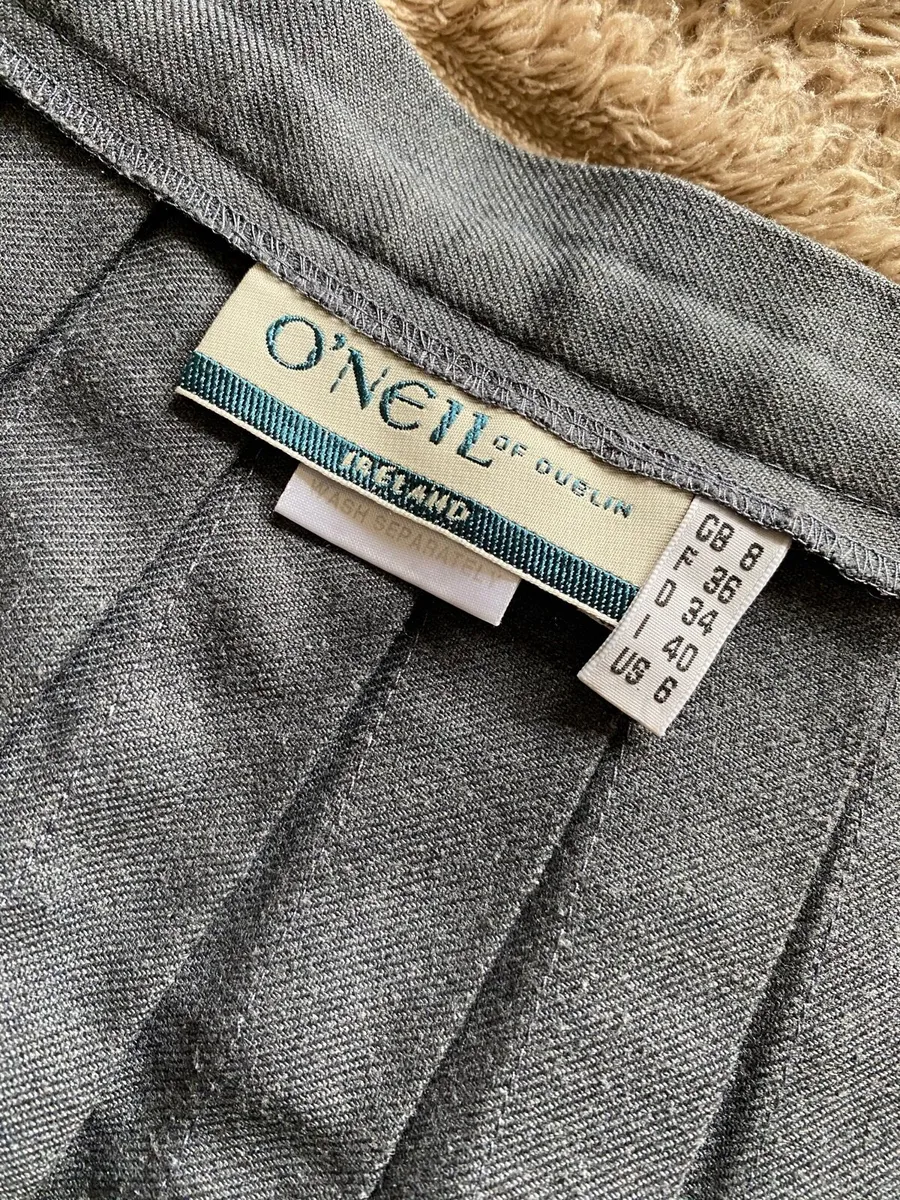 O'NEIL OF DUBLIN
IRELAND
WASH SEPARATELY
GB 8
F 36
D 34
I 40
US 6